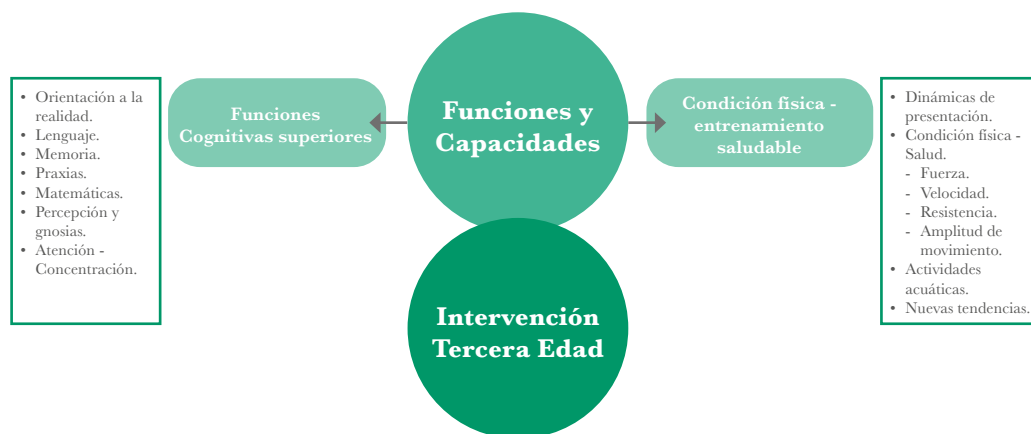 • Orientación a la
realidad.
• Lenguaje.
• Memoria.
• Praxias.
• Matemáticas.
• Percepción y
gnosias.
• Atención -
Concentración.
Funciones
Cognitivas superiores
Funciones y
Capacidades
Condición física -
entrenamiento
saludable
• Dinámicas de
presentación.
• Condición física -
Salud.
- Fuerza.
- Velocidad.
- Resistencia.
- Amplitud de
movimiento.
• Actividades
acuáticas.
• Nuevas tendencias.
Intervención
Tercera Edad